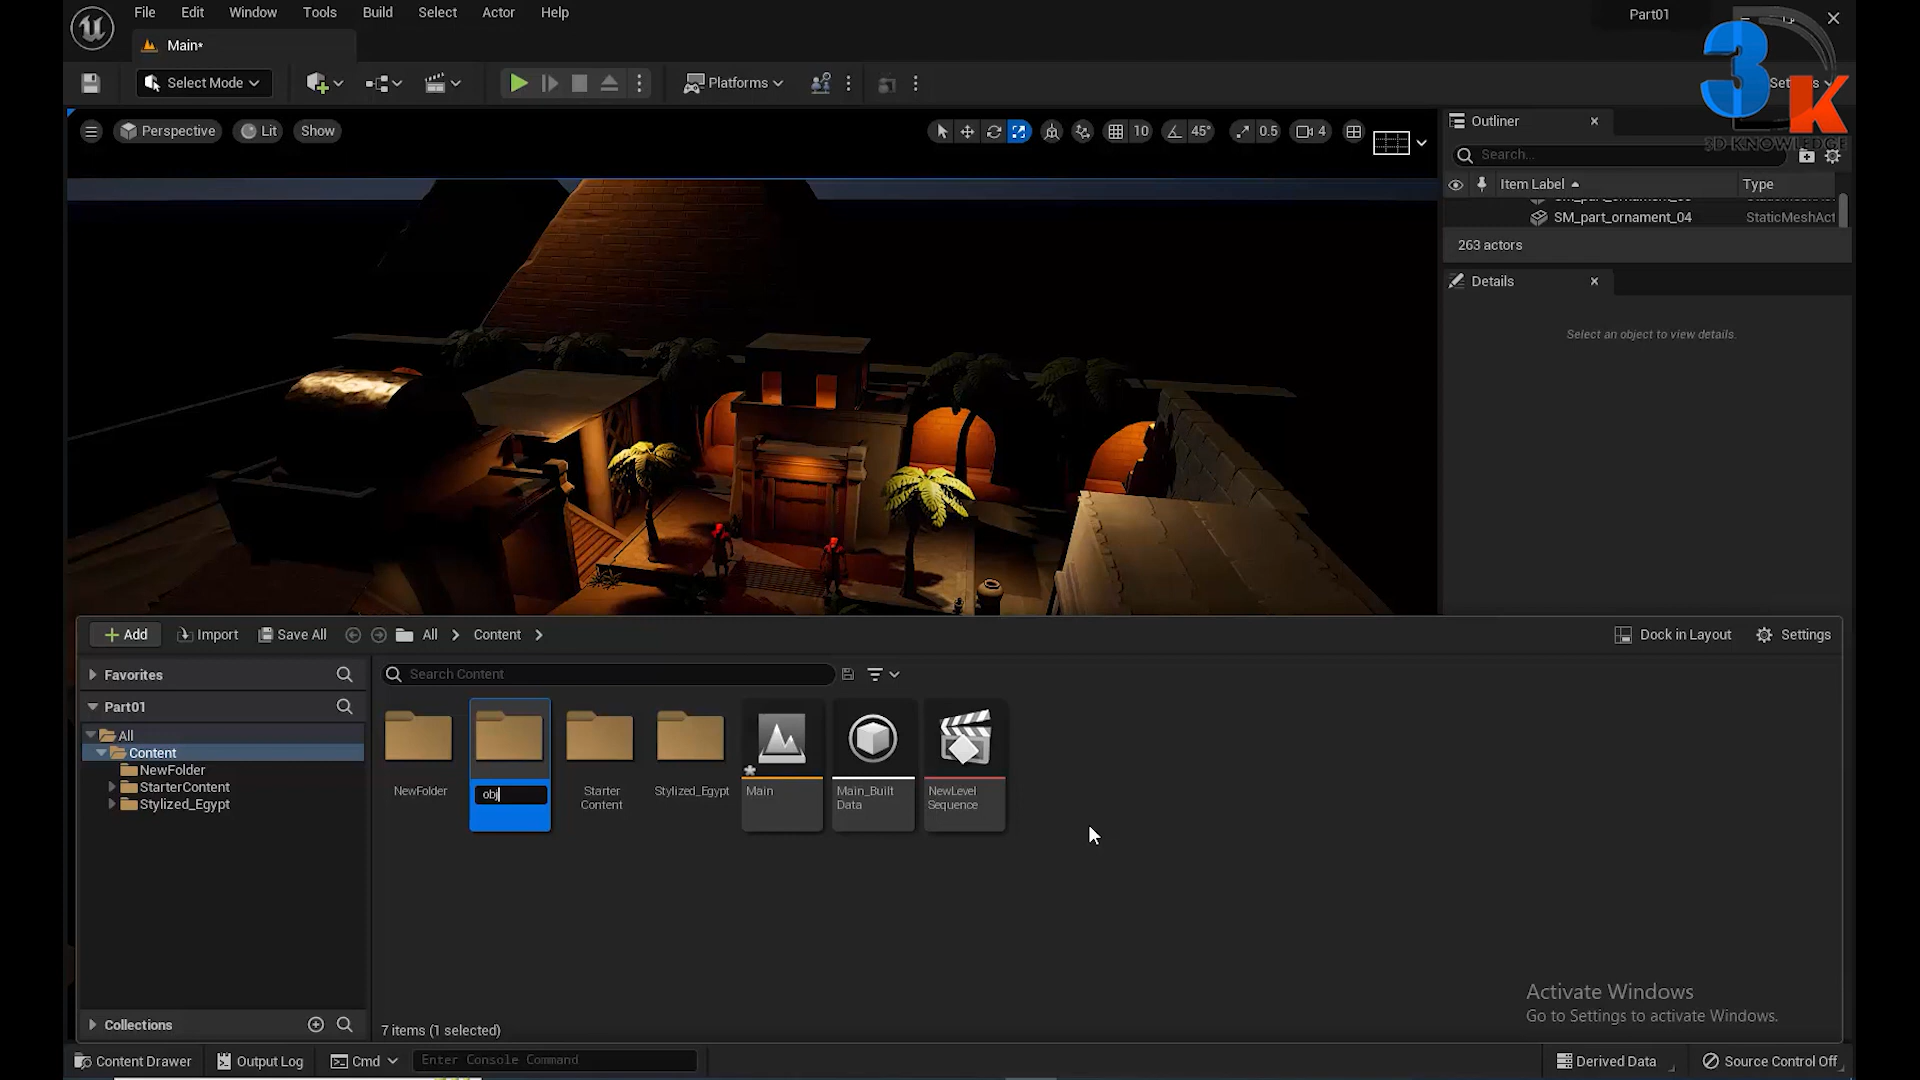 File Edit Window Tools Build Select Actor Help
Part01
Main*
Select Mode
Platforms
3 K
3D KNOWLEDGE
Perspective
Lit
Show
10
45°
0.5
4
Outliner
Search...
Item Label
Type
SM_part_ornament_04
StaticMeshAct
263 actors
Details
Select an object to view details.
Add
Import
Save All
All
Content
Dock in Layout
Settings
Favorites
Search Content
Part01
All
Content
NewFolder
StarterContent
Stylized_Egypt
NewFolder
obj
Starter
Content
Stylized_Egypt
Main
Main_Built
Data
NewLevel
Sequence
Activate Windows
Go to Settings to activate Windows.
Collections
7 items (1 selected)
Content Drawer
Output Log
Cmd
Enter Console Command
Derived Data
Source Control Off